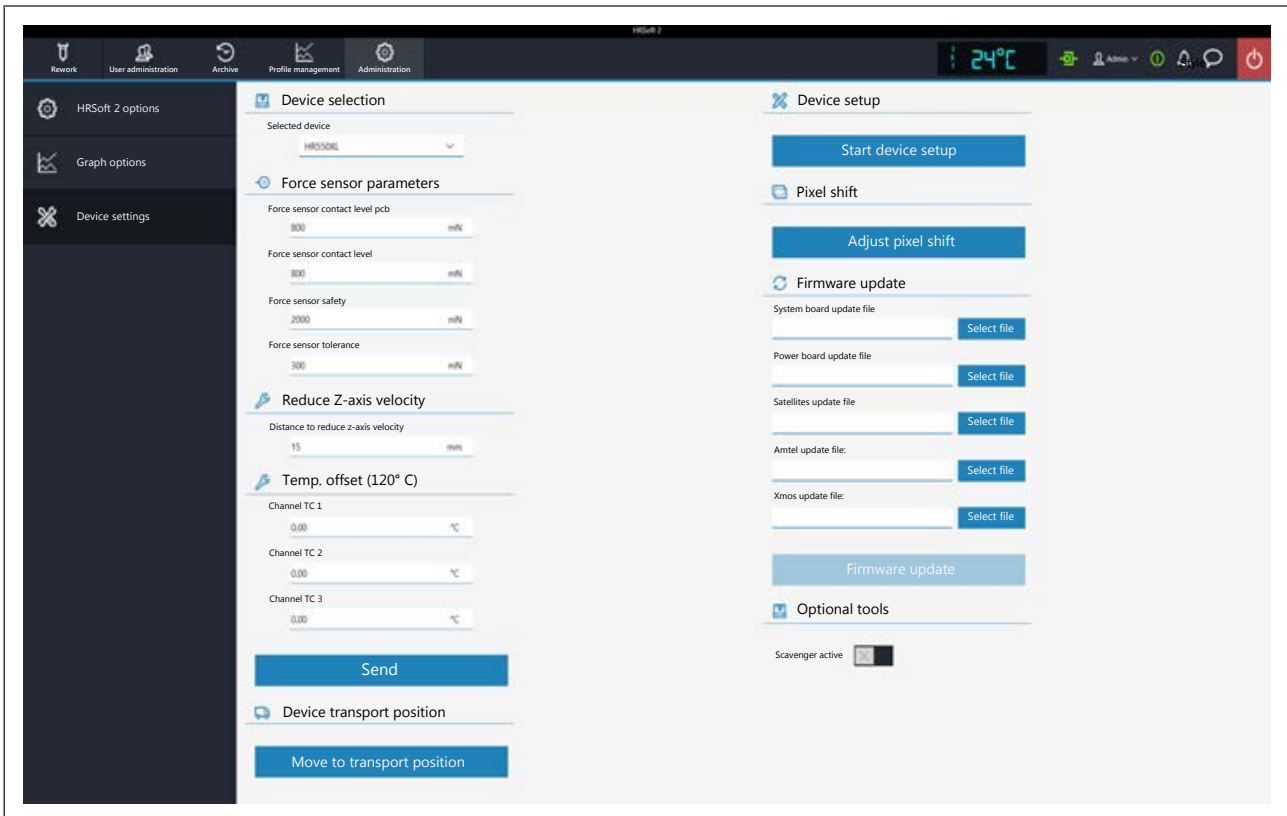 HRSoft 2
Rework
User administration
Archive
Profile management
Administration
24°C
Admin
HRSoft 2 options
Graph options
Device settings
Device selection
Selected device
HR550XL
Force sensor parameters
Force sensor contact level pcb
800 mN
Force sensor contact level
800 mN
Force sensor safety
2000 mN
Force sensor tolerance
300 mN
Reduce Z-axis velocity
Distance to reduce z-axis velocity
15 mm
Temp. offset (120° C)
Channel TC 1
0,00 °C
Channel TC 2
0,00 °C
Channel TC 3
0,00 °C
Send
Device transport position
Move to transport position
Device setup
Start device setup
Pixel shift
Adjust pixel shift
Firmware update
System board update file
Select file
Power board update file
Select file
Satellites update file
Select file
Amtel update file:
Select file
Xmos update file:
Select file
Firmware update
Optional tools
Scavenger active